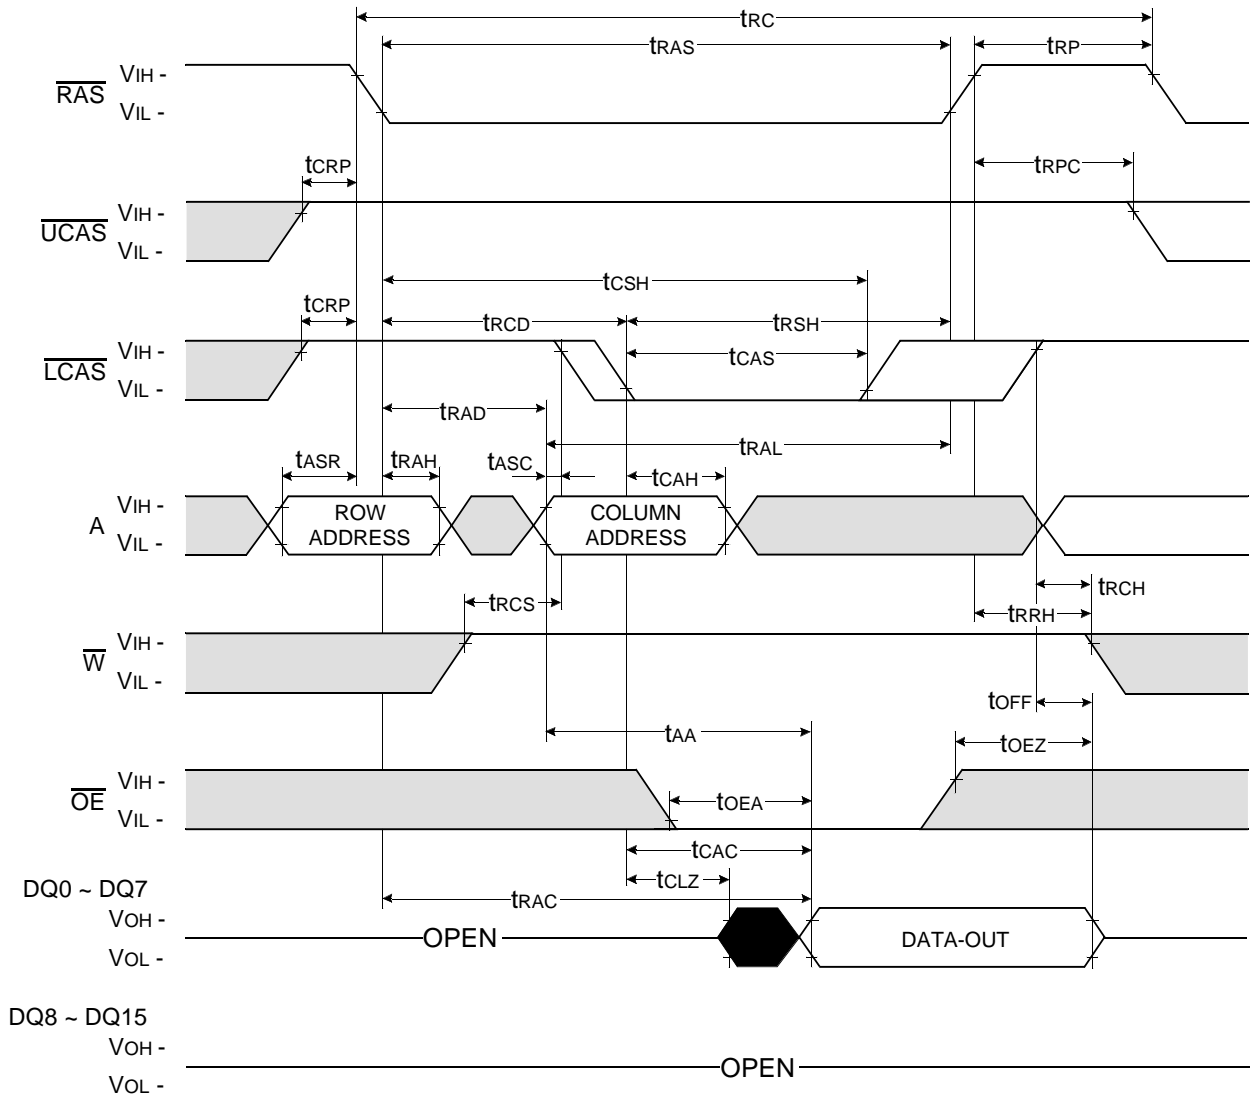 tRC
tRAS
tRP
RAS
VIH -
VIL -
tCRP
tRPC
UCAS
VIH -
VIL -
tCSH
tCRP
tRCD
tRSH
LCAS
VIH -
VIL -
tCAS
tRAD
tRAL
tASR
tRAH
tASC
tCAH
A
VIH -
VIL -
ROW
ADDRESS
COLUMN
ADDRESS
tRCS
tRCH
tRRH
W
VIH -
VIL -
tOFF
tAA
tOEZ
OE
VIH -
VIL -
tOEA
tCAC
tCLZ
tRAC
DQ0 ~ DQ7
VOH -
VOL -
OPEN
DATA-OUT
DQ8 ~ DQ15
VOH -
VOL -
OPEN